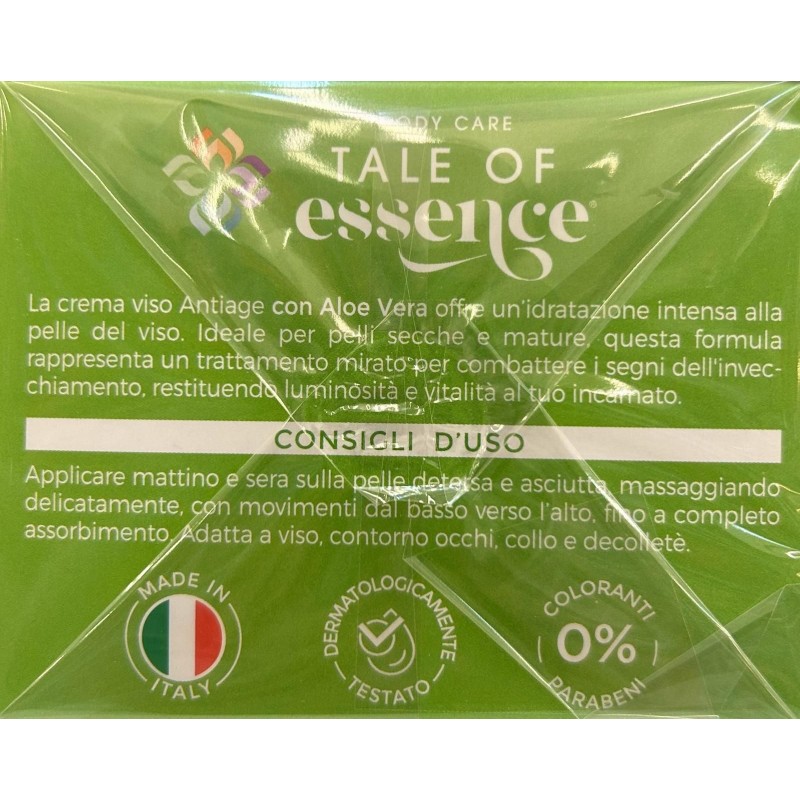 BODY CARE
TALE OF
essence®
La crema viso Antiage con Aloe Vera offre un'idratazione intensa alla
pelle del viso. Ideale per pelli secche e mature, questa formula
rappresenta un trattamento mirato per combattere i segni dell'invec-
chiamento, restituendo luminosità e vitalità al tuo incarnato.
CONSIGLI D'USO
Applicare mattino e sera sulla pelle detersa e asciutta, massaggiando
delicatamente, con movimenti dal basso verso l'alto, fino a completo
assorbimento. Adatta a viso, contorno occhi, collo e decolletè.
MADE IN
ITALY
DERMATOLOGICAMENTE
TESTATO
COLORANTI
0%
PARABENI